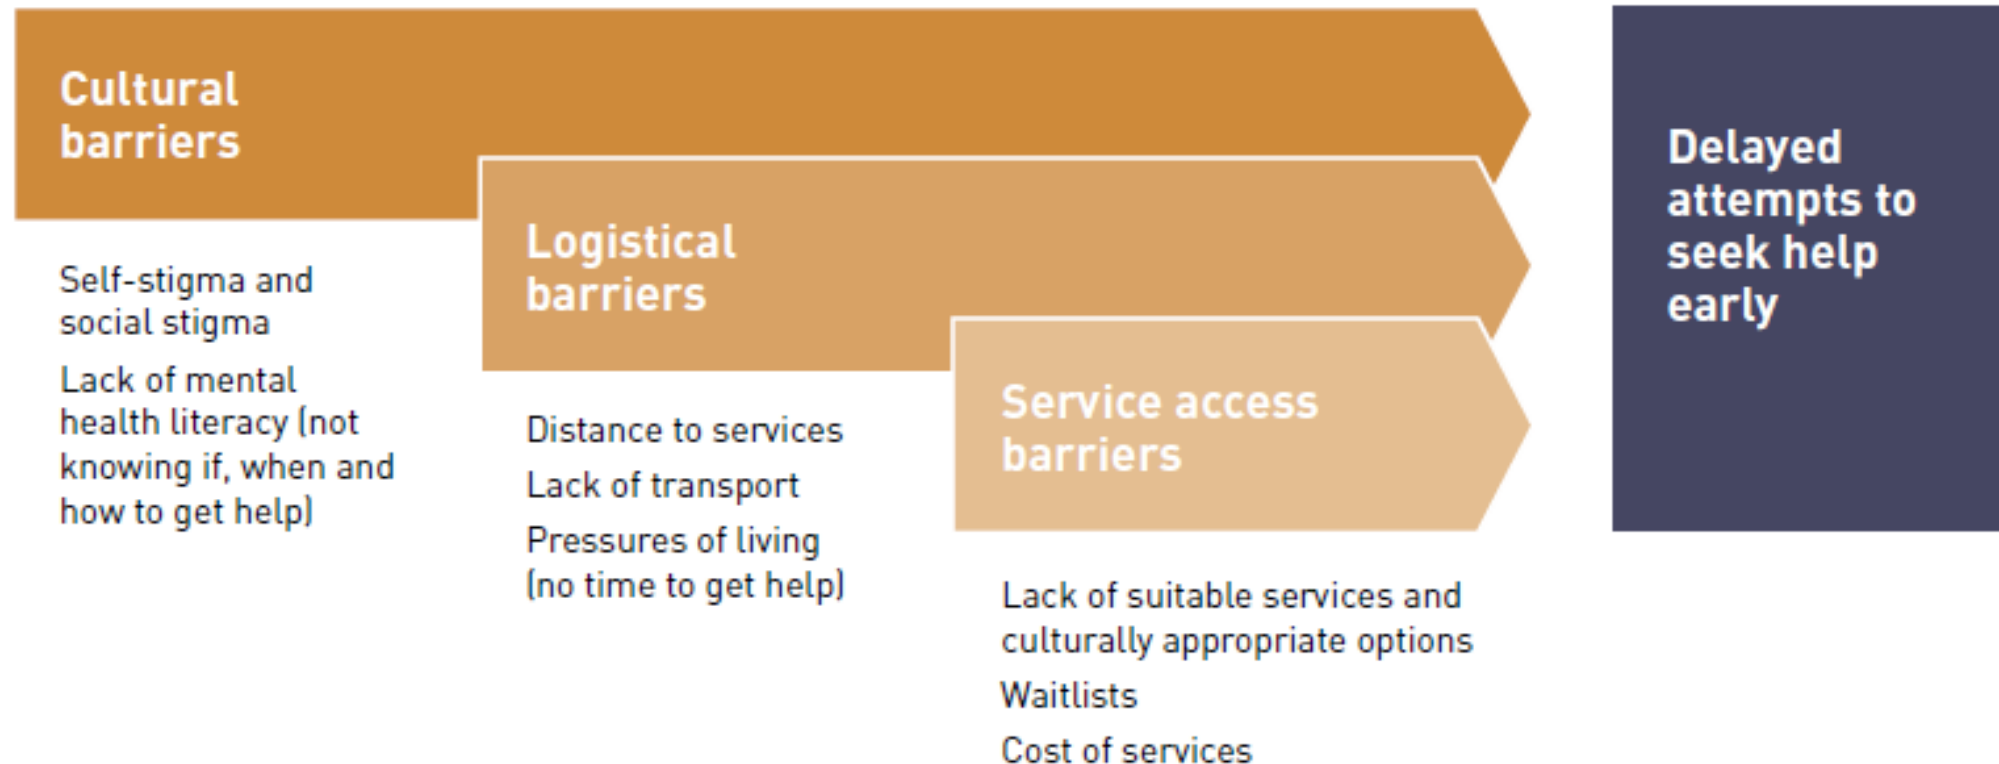 Cultural
barriers
Self-stigma and
social stigma
Lack of mental
health literacy (not
knowing if, when and
how to get help)
Logistical
barriers
Distance to services
Lack of transport
Pressures of living
(no time to get help)
Service access
barriers
Lack of suitable services and
culturally appropriate options
Waitlists
Cost of services
Delayed
attempts to
seek help
early